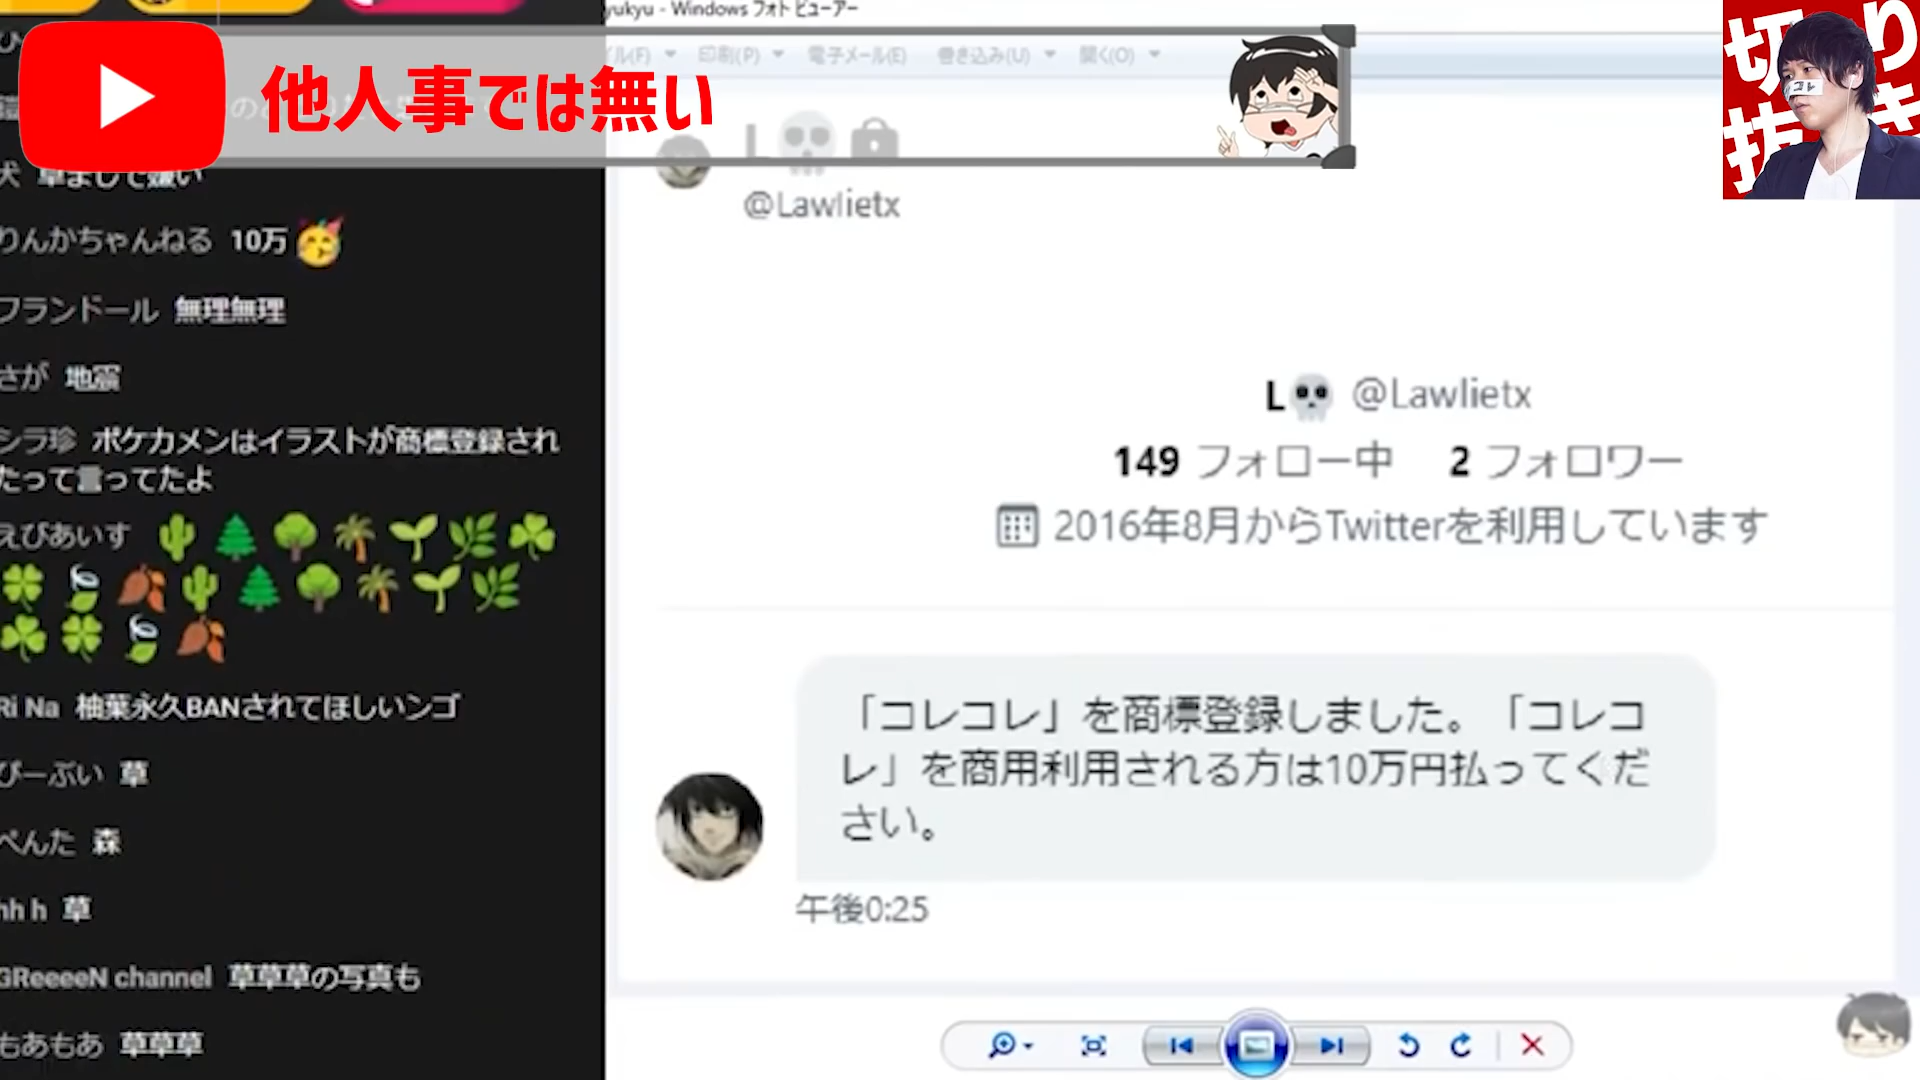 yukyu - Windows フォト ビューアー
印刷(P) 電子メール(E) 書き込み(U) 開く(O)
他人事では無い
切り抜き
L💀
@Lawlietx
草まじで嫌い
りんかちゃんねる 10万🥳
フランドール 無理無理
さが 地震
シラ珍 ポケカメンはイラストが商標登録され
たって言ってたよ
えびあいす 🌵🌲🌳🌴🌱🌿☘️
🍀🍃🍂🌵🌲🌳🌴🌱🌿
☘️🍀🍃🍂
Ri Na 柚葉永久BANされてほしいンゴ
びーぶい 草
ぺんた 森
hh h 草
GReeeeN channel 草草草の写真も
もあもあ 草草草
L💀 @Lawlietx
149 フォロー中 2 フォロワー
2016年8月からTwitterを利用しています
「コレコレ」を商標登録しました。「コレコ
レ」を商用利用される方は10万円払ってくだ
さい。
午後0:25